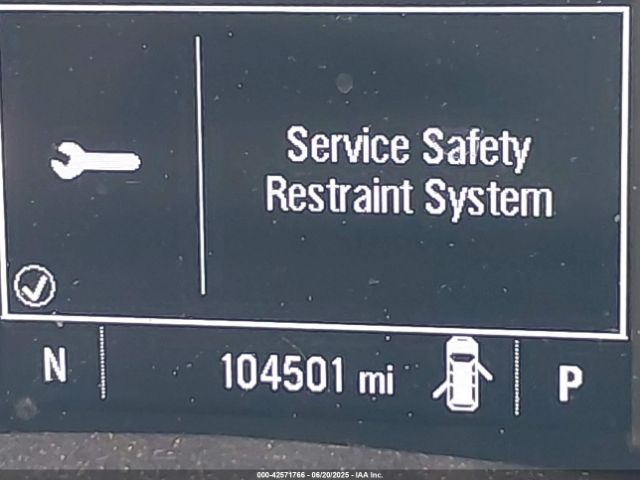 Service Safety
Restraint System
N 104501 mi P
000-42571766 - 06/20/2025 - IAA Inc.